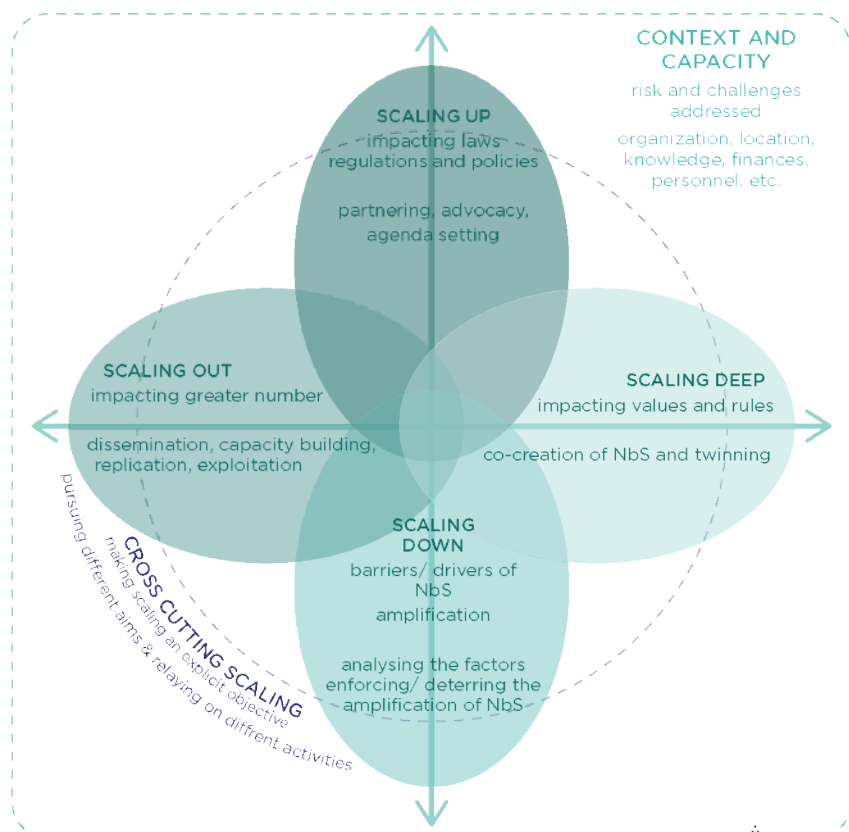 CONTEXT AND
CAPACITY
risk and challenges
addressed
organization, location,
knowledge, finances,
personnel, etc.
SCALING UP
impacting laws
regulations and policies
partnering, advocacy,
agenda setting
SCALING OUT
impacting greater number
dissemination, capacity building,
replication, exploitation
SCALING DEEP
impacting values and rules
co-creation of NbS and twinning
SCALING
DOWN
barriers/ drivers of
NbS
amplification
analysing the factors
enforcing/ deterring the
amplification of NbS
CROSS CUTTING SCALING
making scaling an explicit objective
pursuing different aims & relaying on diffrent activities